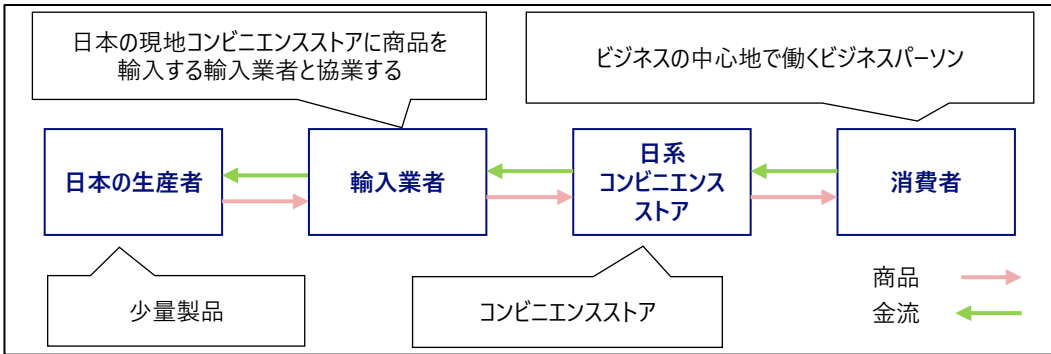 日本の現地コンビニエンスストアに商品を
輸入する輸入業者と協業する
ビジネスの中心地で働くビジネスパーソン
日本の生産者
輸入業者
日系
コンビニエンス
ストア
消費者
少量製品
コンビニエンスストア
商品
金流